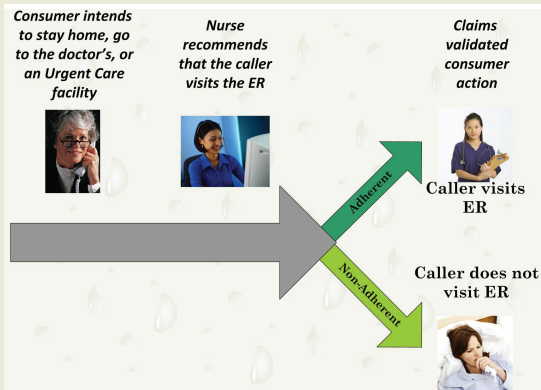 Consumer intends
to stay home, go
to the doctor's, or
an Urgent Care
facility
Nurse
recommends
that the caller
visits the ER
Claims
validated
consumer
action
Adherent
Caller visits
ER
Non-Adherent
Caller does not
visit ER